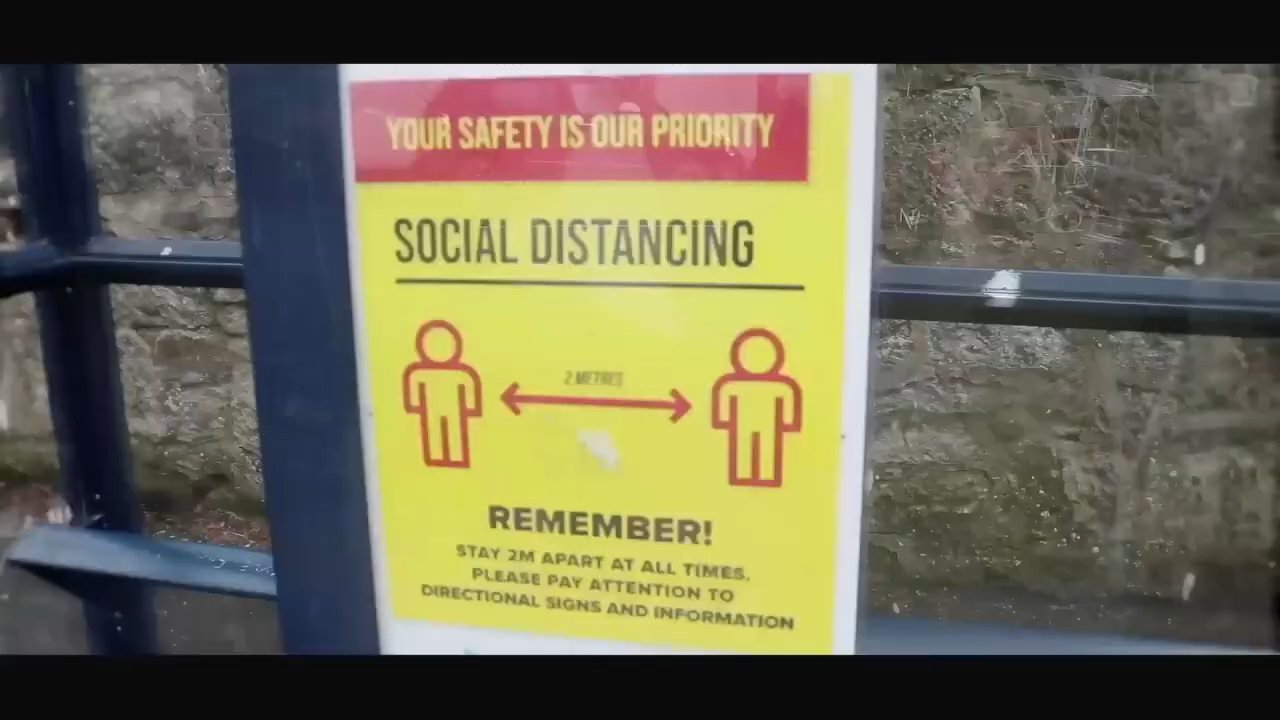 YOUR SAFETY IS OUR PRIORITY
SOCIAL DISTANCING
2 METRES
REMEMBER!
STAY 2M APART AT ALL TIMES.
PLEASE PAY ATTENTION TO
DIRECTIONAL SIGNS AND INFORMATION